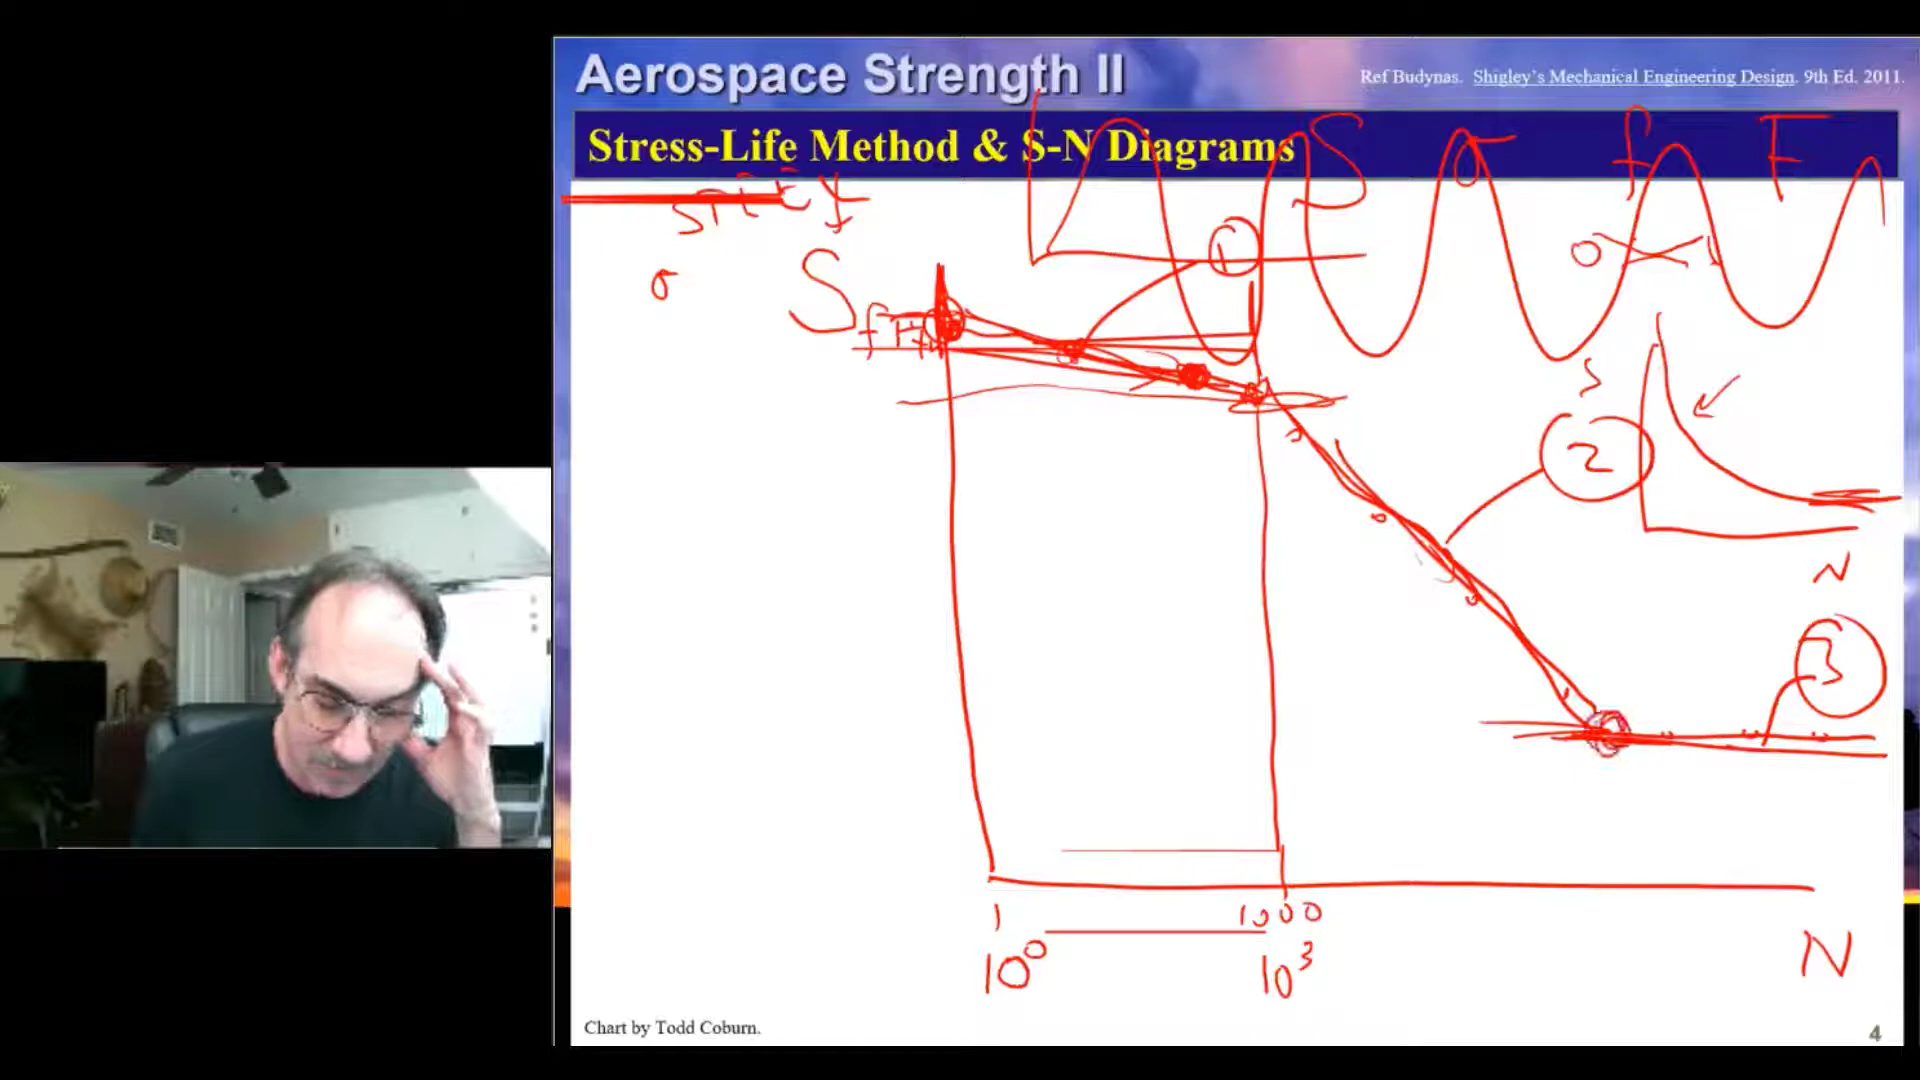 Aerospace Strength II
Ref Budynas. Shigley's Mechanical Engineering Design. 9th Ed. 2011.
Stress-Life Method & S-N Diagrams
S σ f F
σ
S
f
1
0
S
2
N
3
1 1000
10⁰ 10³
N
Chart by Todd Coburn.
4